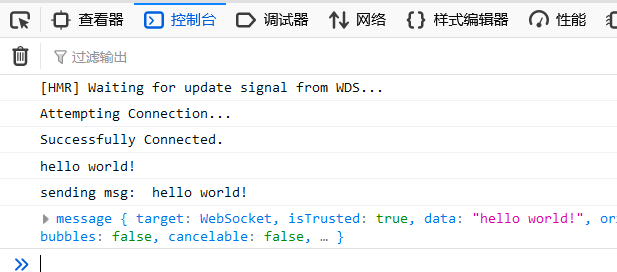 查看器 控制台 调试器 网络 {} 样式编辑器 性能
过滤输出
[HMR] Waiting for update signal from WDS...
Attempting Connection...
Successfully Connected.
hello world!
sending msg:  hello world!
message { target: WebSocket, isTrusted: true, data: "hello world!", ori
bubbles: false, cancelable: false, … }
»